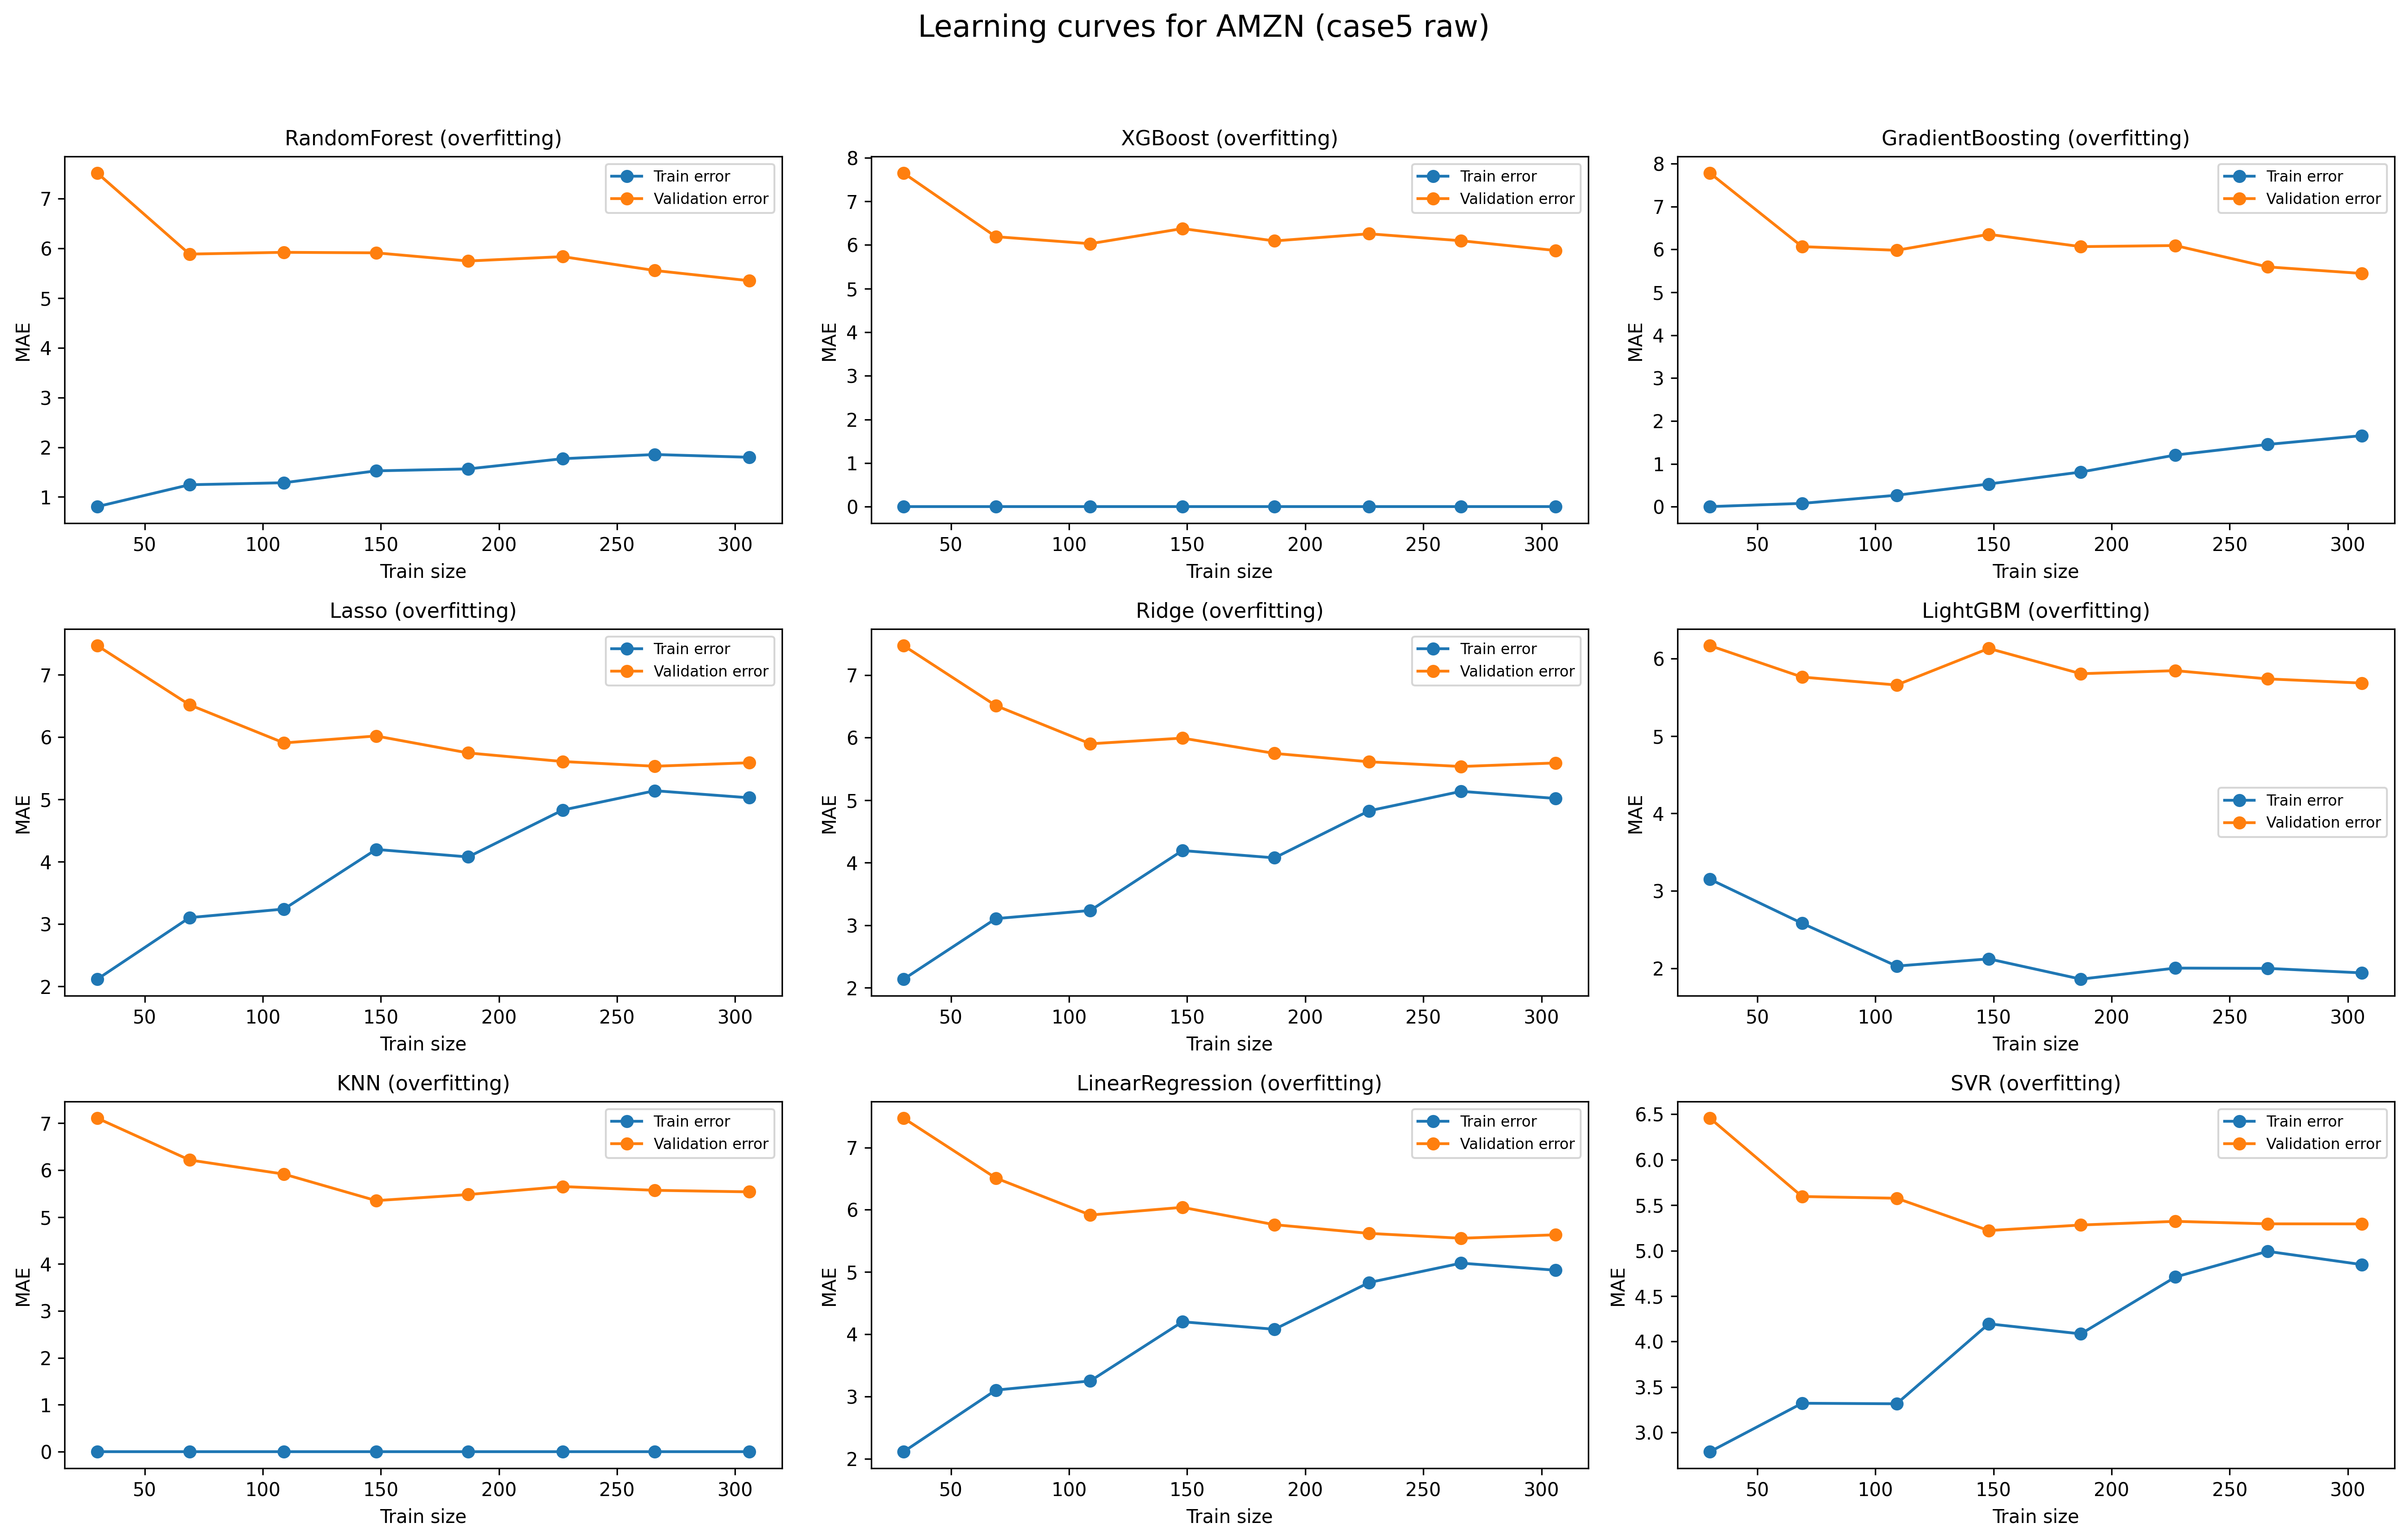 Learning curves for AMZN (case5 raw)
RandomForest (overfitting)
MAE
7
6
5
4
3
2
1
Train error
Validation error
50 100 150 200 250 300
Train size
XGBoost (overfitting)
MAE
8
7
6
5
4
3
2
1
0
Train error
Validation error
50 100 150 200 250 300
Train size
GradientBoosting (overfitting)
MAE
8
7
6
5
4
3
2
1
0
Train error
Validation error
50 100 150 200 250 300
Train size
Lasso (overfitting)
MAE
7
6
5
4
3
2
Train error
Validation error
50 100 150 200 250 300
Train size
Ridge (overfitting)
MAE
7
6
5
4
3
2
Train error
Validation error
50 100 150 200 250 300
Train size
LightGBM (overfitting)
MAE
6
5
4
3
2
Train error
Validation error
50 100 150 200 250 300
Train size
KNN (overfitting)
MAE
7
6
5
4
3
2
1
0
Train error
Validation error
50 100 150 200 250 300
Train size
LinearRegression (overfitting)
MAE
7
6
5
4
3
2
Train error
Validation error
50 100 150 200 250 300
Train size
SVR (overfitting)
MAE
6.5
6.0
5.5
5.0
4.5
4.0
3.5
3.0
Train error
Validation error
50 100 150 200 250 300
Train size